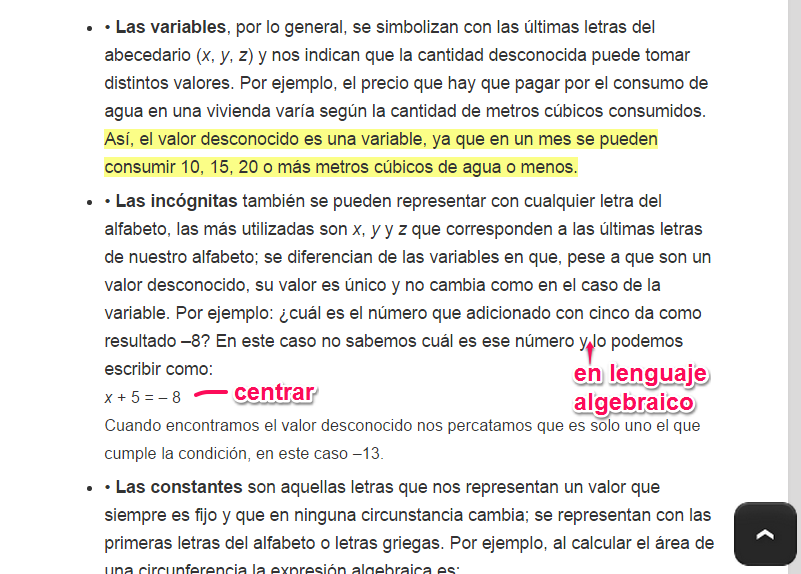 • Las variables, por lo general, se simbolizan con las últimas letras del
abecedario (x, y, z) y nos indican que la cantidad desconocida puede tomar
distintos valores. Por ejemplo, el precio que hay que pagar por el consumo de
agua en una vivienda varía según la cantidad de metros cúbicos consumidos.
Así, el valor desconocido es una variable, ya que en un mes se pueden
consumir 10, 15, 20 o más metros cúbicos de agua o menos.
• Las incógnitas también se pueden representar con cualquier letra del
alfabeto, las más utilizadas son x, y y z que corresponden a las últimas letras
de nuestro alfabeto; se diferencian de las variables en que, pese a que son un
valor desconocido, su valor es único y no cambia como en el caso de la
variable. Por ejemplo: ¿cuál es el número que adicionado con cinco da como
resultado –8? En este caso no sabemos cuál es ese número y lo podemos
escribir como:
en lenguaje
algebraico
x + 5 = – 8
centrar
Cuando encontramos el valor desconocido nos percatamos que es solo uno el que
cumple la condición, en este caso –13.
• Las constantes son aquellas letras que nos representan un valor que
siempre es fijo y que en ninguna circunstancia cambia; se representan con las
primeras letras del alfabeto o letras griegas. Por ejemplo, al calcular el área de
una circunferencia la expresión algebraica es: